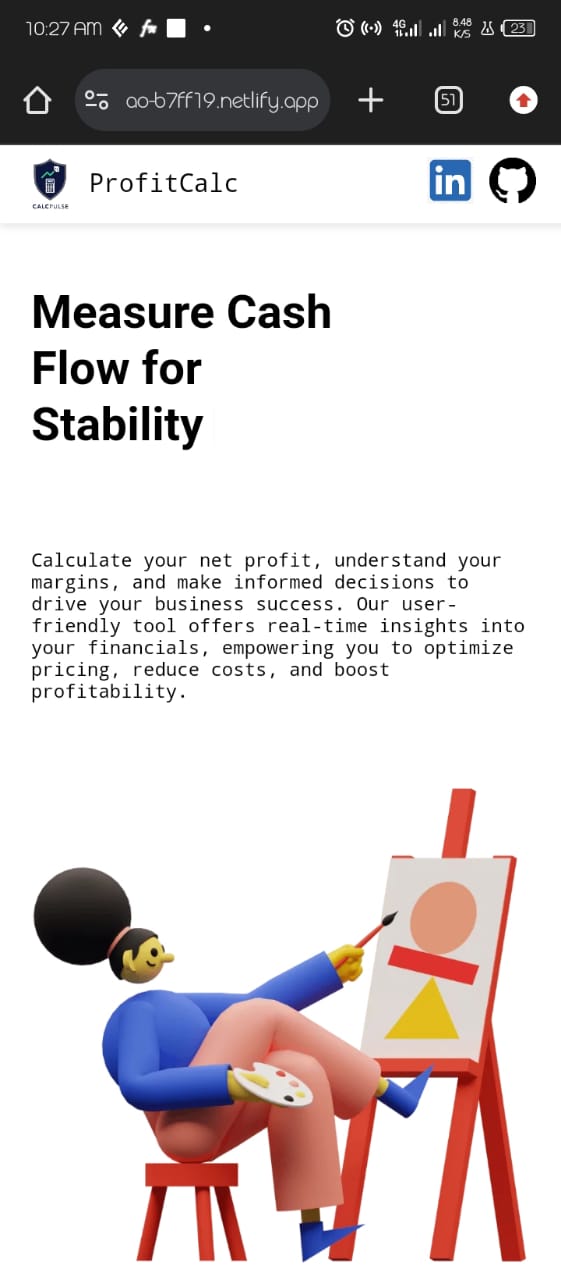 10:27 AM
4G
8.48
K/S
23
ao-b7ff19.netlify.app
51
CALCPULSE
ProfitCalc
in
Measure Cash
Flow for
Stability
Calculate your net profit, understand your
margins, and make informed decisions to
drive your business success. Our user-
friendly tool offers real-time insights into
your financials, empowering you to optimize
pricing, reduce costs, and boost
profitability.